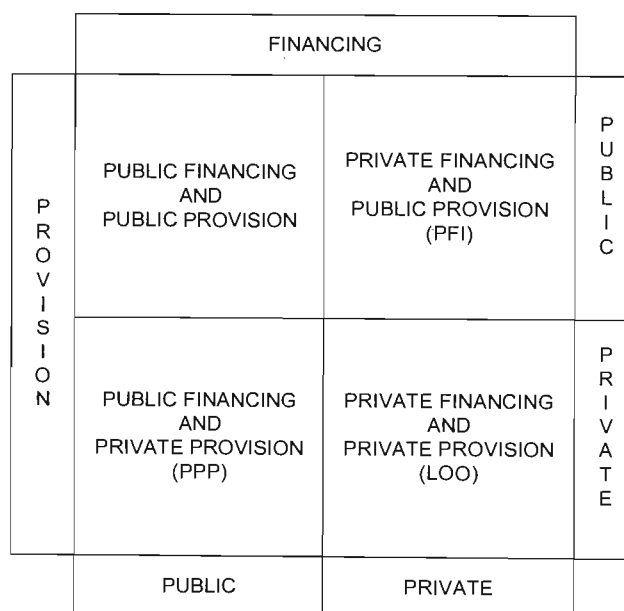 FINANCING
PROVISION
PUBLIC FINANCING
AND
PUBLIC PROVISION
PRIVATE FINANCING
AND
PUBLIC PROVISION
(PFI)
PUBLIC
PUBLIC FINANCING
AND
PRIVATE PROVISION
(PPP)
PRIVATE FINANCING
AND
PRIVATE PROVISION
(LOO)
PRIVATE
PUBLIC
PRIVATE